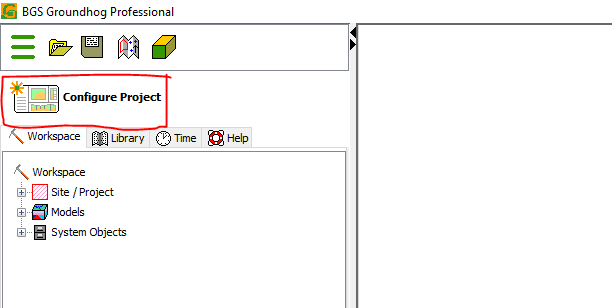 BGS Groundhog Professional
Configure Project
Workspace Library Time Help
Workspace
Site / Project
Models
System Objects